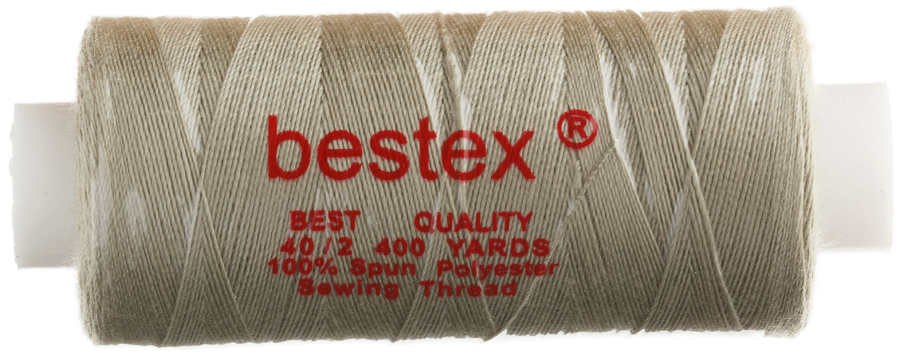 bestex ®
BEST QUALITY
40/2 400 YARDS
100% Spun Polyester
Sewing Thread